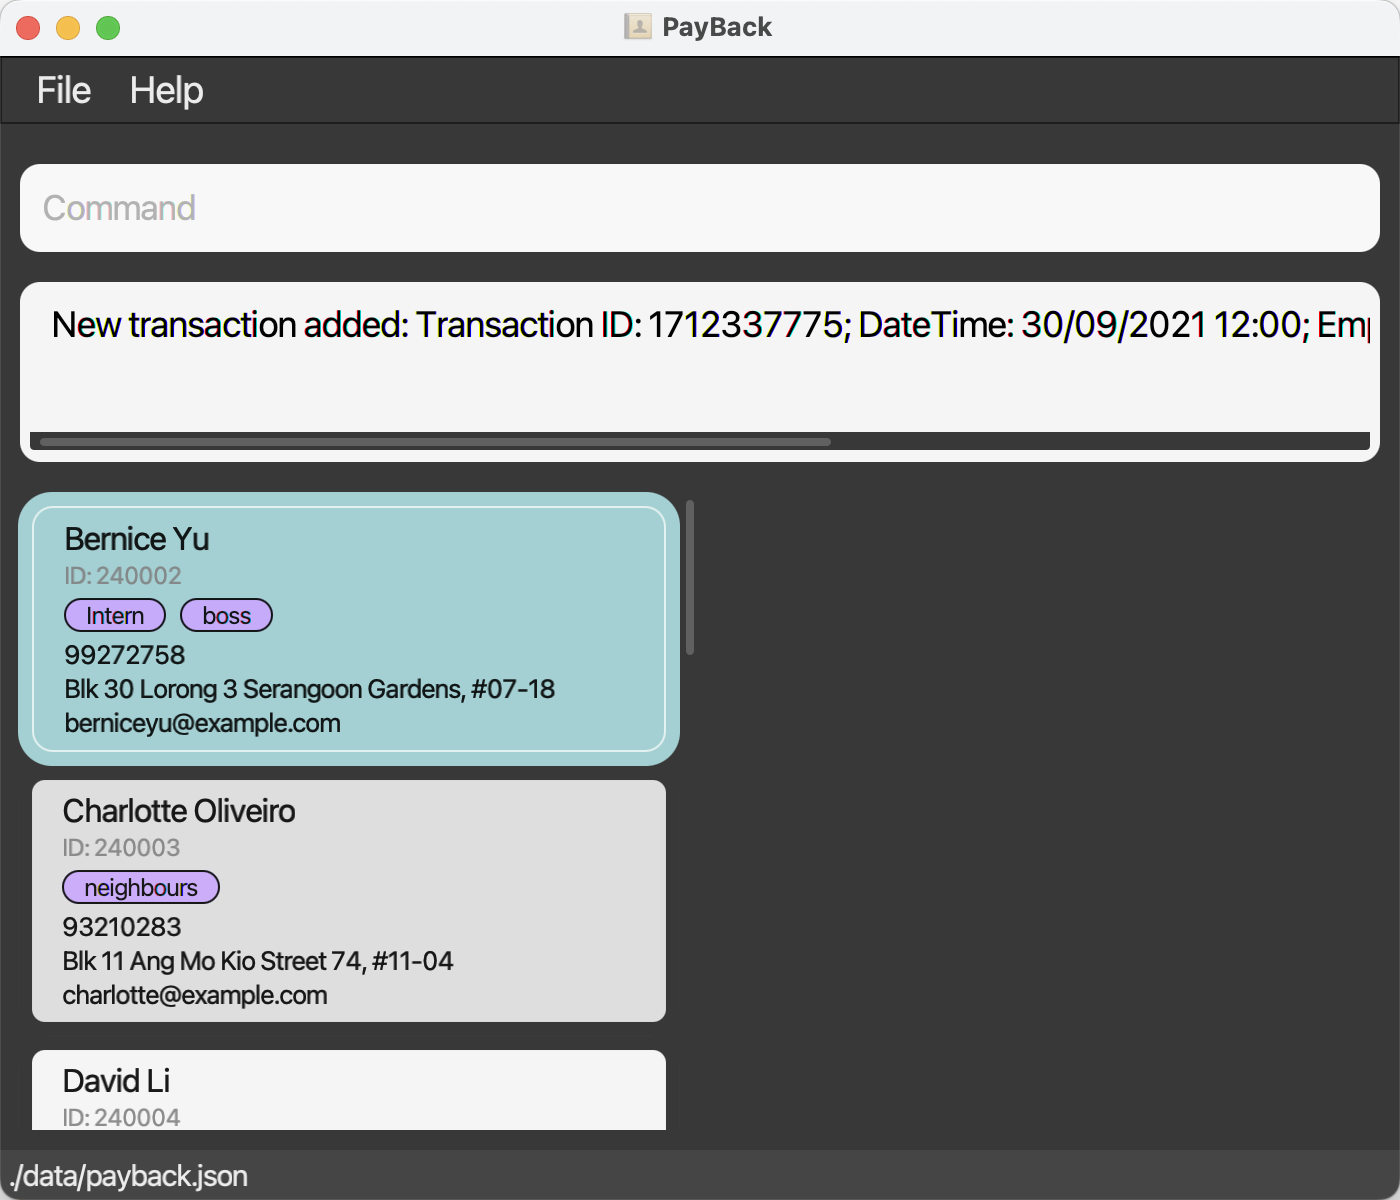 PayBack
File Help
Command
New transaction added: Transaction ID: 1712337775; DateTime: 30/09/2021 12:00; Emp
Bernice Yu
ID: 240002
Intern boss
99272758
Blk 30 Lorong 3 Serangoon Gardens, #07-18
berniceyu@example.com
Charlotte Oliveiro
ID: 240003
neighbours
93210283
Blk 11 Ang Mo Kio Street 74, #11-04
charlotte@example.com
David Li
ID: 240004
./data/payback.json